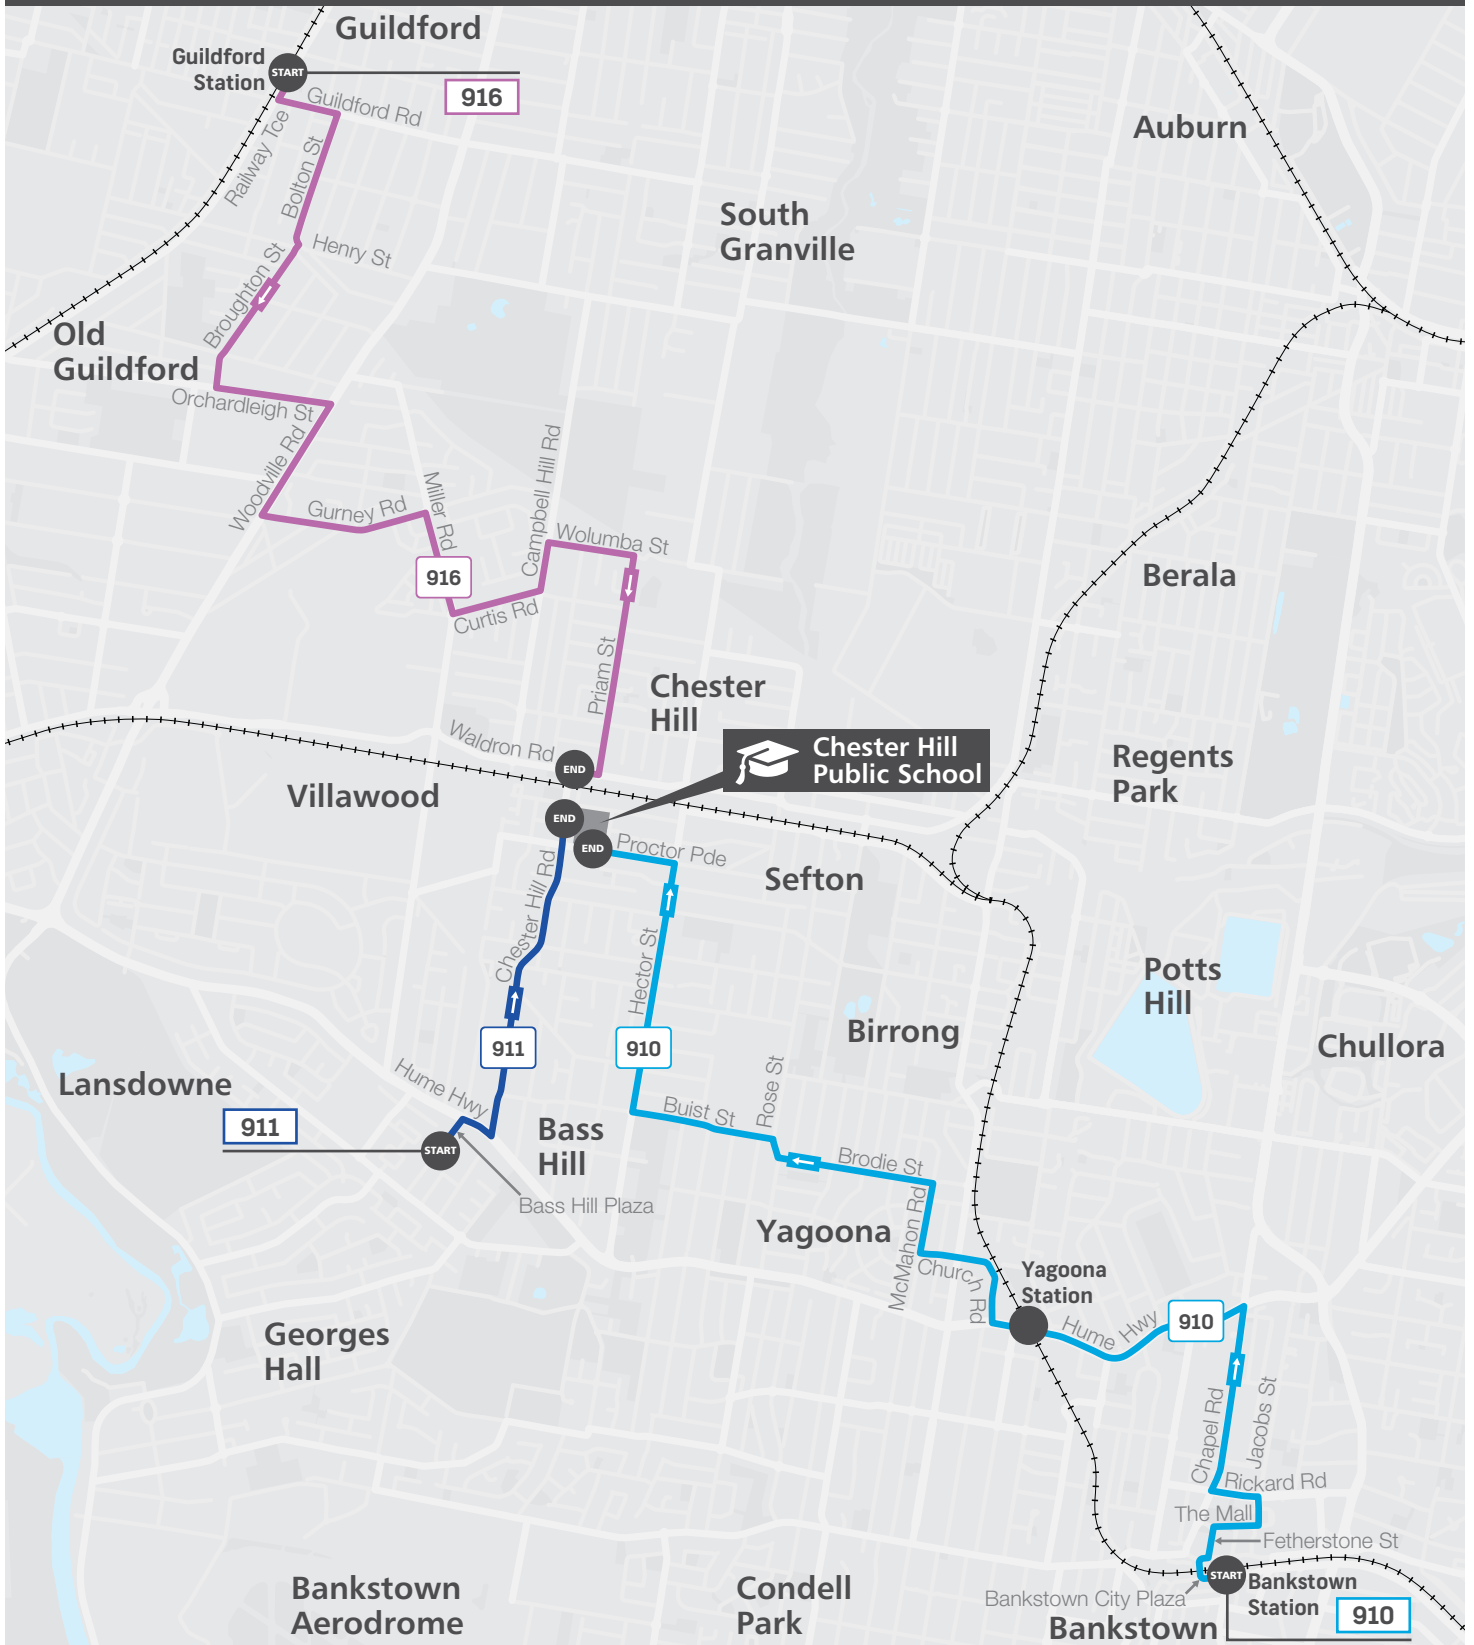 Guildford
Guildford
Station
START
916
Guildford Rd
Railway Tce
Bolton St
Auburn
South
Granville
Henry St
Broughton St
Old
Guildford
Orchardleigh St
Woodville Rd
Gurney Rd
Miller Rd
Campbell Hill Rd
Wolumba St
916
Curtis Rd
Berala
Priam St
Chester
Hill
Waldron Rd
END
Chester Hill
Public School
Regents
Park
Villawood
END
END
Proctor Pde
Sefton
Chester Hill Rd
Hector St
Potts
Hill
Birrong
Chullora
911
910
Lansdowne
Hume Hwy
911
START
Bass
Hill
Buist St
Rose St
Brodie St
Bass Hill Plaza
Yagoona
McMahon Rd
Church Rd
Yagoona
Station
Hume Hwy
910
Georges
Hall
Chapel Rd
Jacobs St
Rickard Rd
The Mall
Fetherstone St
START
Bankstown
Station
Bankstown City Plaza
910
Bankstown
Bankstown
Aerodrome
Condell
Park